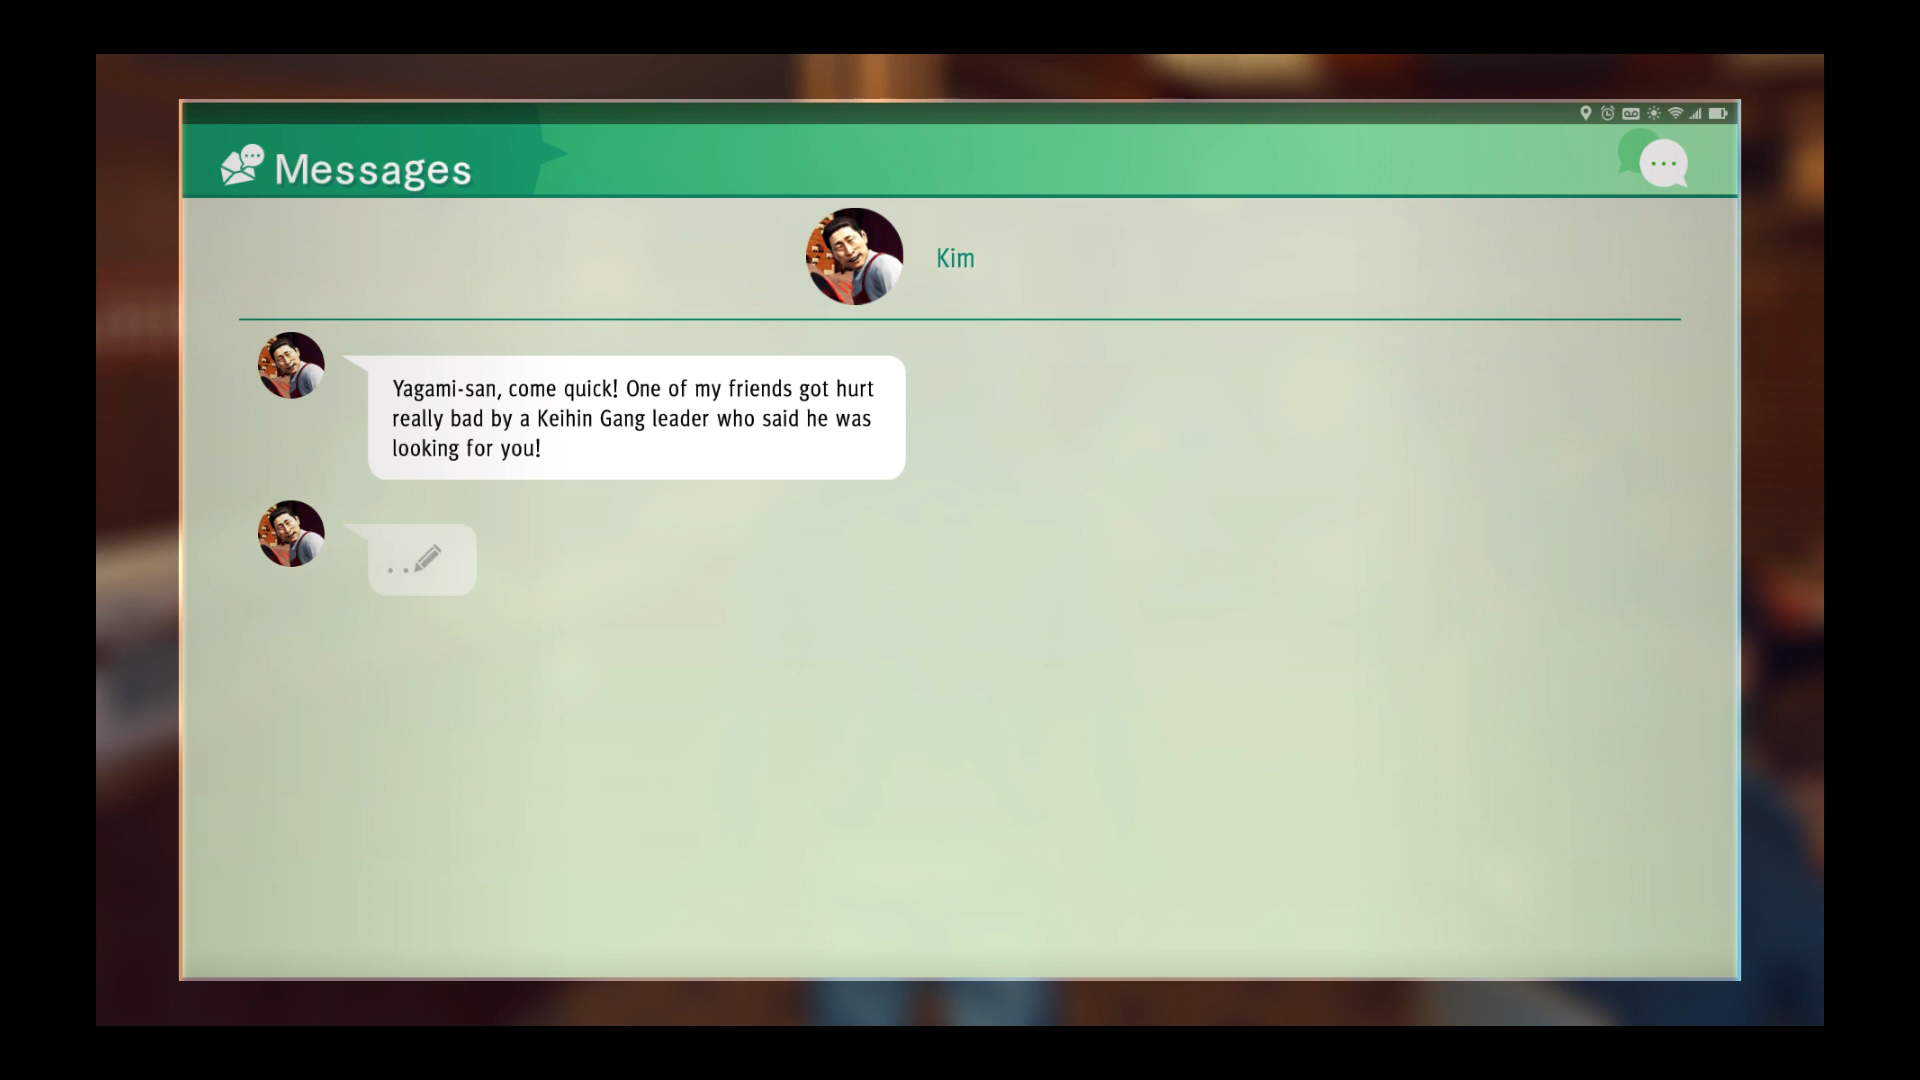 Messages
Kim
Yagami-san, come quick! One of my friends got hurt
really bad by a Keihin Gang leader who said he was
looking for you!